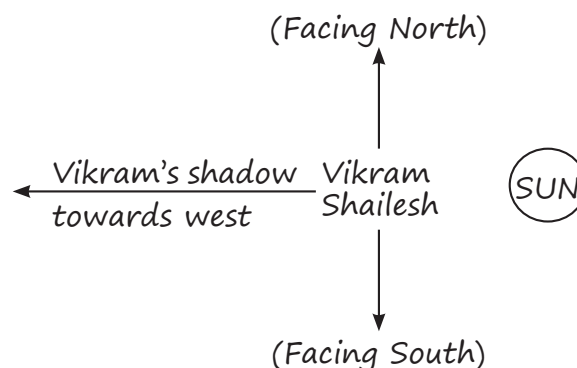 (Facing North)
Vikram's shadow
towards west
Vikram
Shailesh
SUN
(Facing South)